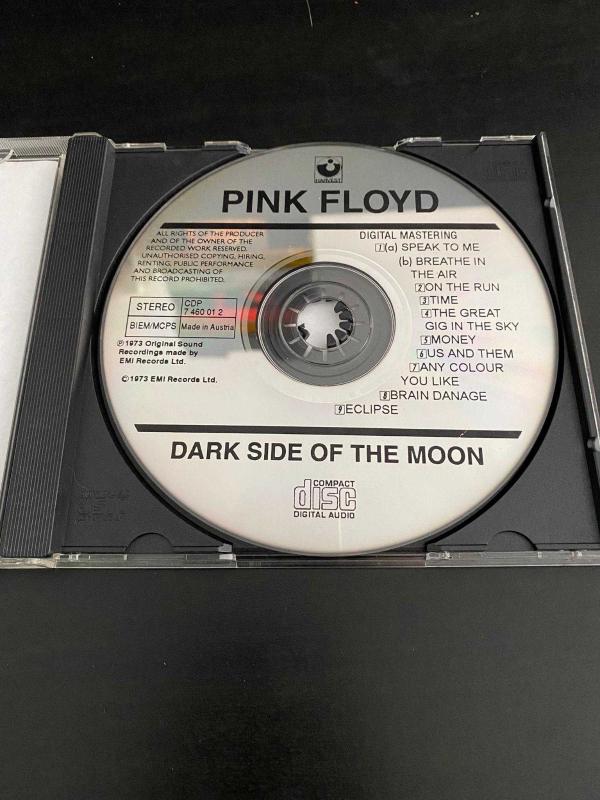 HARVEST
PINK FLOYD
ALL RIGHTS OF THE PRODUCER
AND OF THE OWNER OF THE
RECORDED WORK RESERVED.
UNAUTHORISED COPYING, HIRING,
RENTING, PUBLIC PERFORMANCE
AND BROADCASTING OF
THIS RECORD PROHIBITED.
STEREO
CDP
7 460 01 2
BIEM/MCPS
Made in Austria
℗1973 Original Sound
Recordings made by
EMI Records Ltd.
©1973 EMI Records Ltd.
DIGITAL MASTERING
1(a) SPEAK TO ME
(b) BREATHE IN
THE AIR
2 ON THE RUN
3 TIME
4 THE GREAT
GIG IN THE SKY
5 MONEY
6 US AND THEM
7 ANY COLOUR
YOU LIKE
8 BRAIN DANAGE
9 ECLIPSE
DARK SIDE OF THE MOON
COMPACT
disc
DIGITAL AUDIO